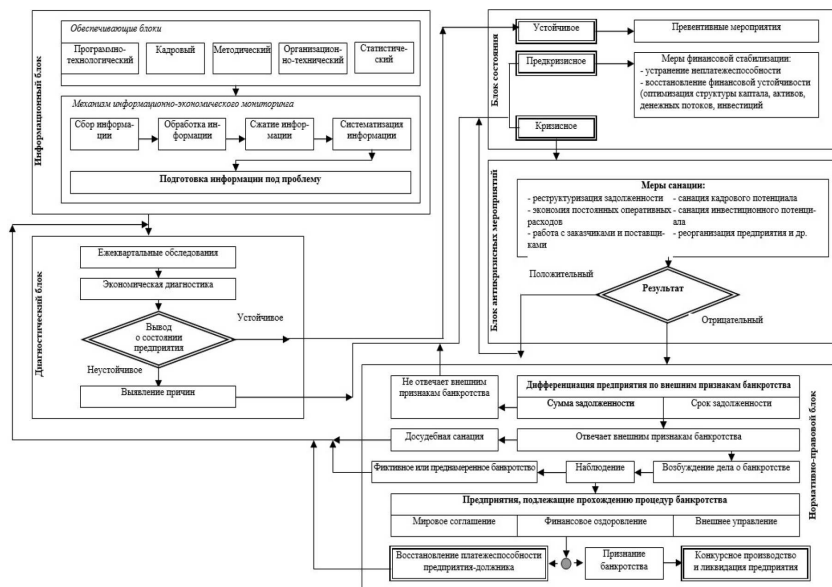 Информационный блок
Обеспечивающие блоки
Программно-
технологический
Кадровый
Методический
Организационн-
о-технический
Статистич-
еский
Механизм информационно-экономического мониторинга
Сбор информа-
ции
Обработка ин-
формации
Сжатие инфор-
мации
Систематизация
информации
Подготовка информации под проблему
Блок состояния
Устойчивое
Превентивные мероприятия
Предкризисное
Меры финансовой стабилизации:
- устранение неплатежеспособности
- восстановление финансовой устойчивости
(оптимизация структуры каптала, активов,
денежных потоков, инвестиций
Кризисное
Блок антикризисных мероприятий
Меры санации:
- реструктуризация задолженности
- экономия постоянных оперативных
расходов
- работа с заказчиками и поставщи-
ками
- санация кадрового потенциала
- санация инвестиционного потенци-
ала
- реорганизация предприятия и др.
Положительный
Результат
Отрицательный
Диагностический блок
Ежеквартальные обследования
Экономическая диагностика
Вывод
о состоянии
предприятия
Устойчивое
Неустойчивое
Выявление причин
Нормативно-правовой блок
Не отвечает внешним
признакам банкротства
Дифференциация предприятия по внешним признакам банкротства
Сумма задолженности
Срок задолженности
Досудебная санация
Отвечает внешним признакам банкротства
Фиктивное или преднамеренное банкротство
Наблюдение
Возбуждение дела о банкротстве
Предприятия, подлежащие прохождению процедур банкротства
Мировое соглашение
Финансовое оздоровление
Внешнее управление
Восстановление платежеспособности
предприятия-должника
Признание
банкротства
Конкурсное производство
и ликвидация предприятия